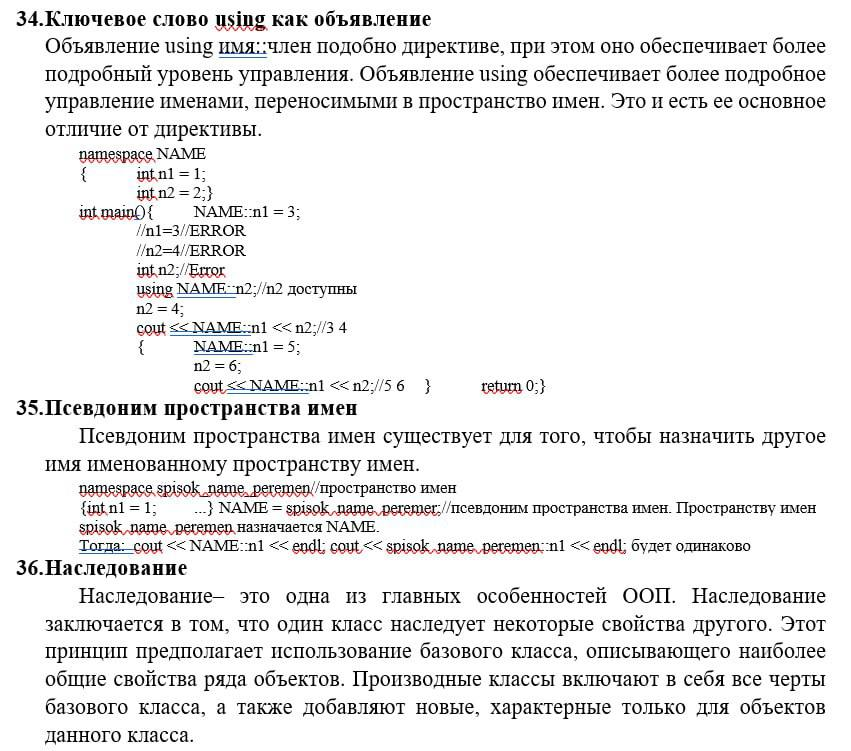 34.Ключевое слово using как объявление
Объявление using имя::член подобно директиве, при этом оно обеспечивает более
подробный уровень управления. Объявление using обеспечивает более подробное
управление именами, переносимыми в пространство имен. Это и есть ее основное
отличие от директивы.
namespace NAME
{ int n1 = 1;
int n2 = 2;}
int main(){ NAME::n1 = 3;
//n1=3//ERROR
//n2=4//ERROR
int n2;//Error
using NAME::n2;//n2 доступны
n2 = 4;
cout << NAME::n1 << n2;//3 4
{ NAME::n1 = 5;
n2 = 6;
cout << NAME::n1 << n2;//5 6 } return 0;}
35.Псевдоним пространства имен
Псевдоним пространства имен существует для того, чтобы назначить другое
имя именованному пространству имен.
namespace spisok_name_peremen//пространство имен
{int n1 = 1; ...} NAME = spisok_name_peremer;//псевдоним пространства имен. Пространству имен
spisok_name_peremen назначается NAME.
Тогда: cout << NAME::n1 << endl; cout << spisok_name_peremen::n1 << endl; будет одинаково
36.Наследование
Наследование– это одна из главных особенностей ООП. Наследование
заключается в том, что один класс наследует некоторые свойства другого. Этот
принцип предполагает использование базового класса, описывающего наиболее
общие свойства ряда объектов. Производные классы включают в себя все черты
базового класса, а также добавляют новые, характерные только для объектов
данного класса.